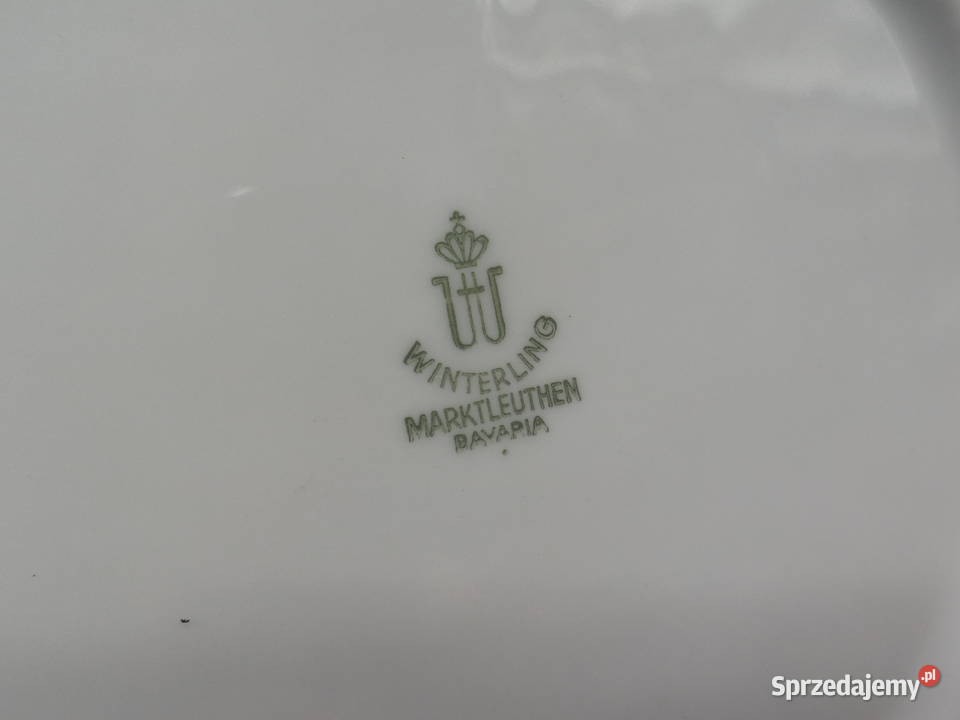 WINTERLING
MARKTLEUTHEN
BAVARIA
Sprzedajemy.pl